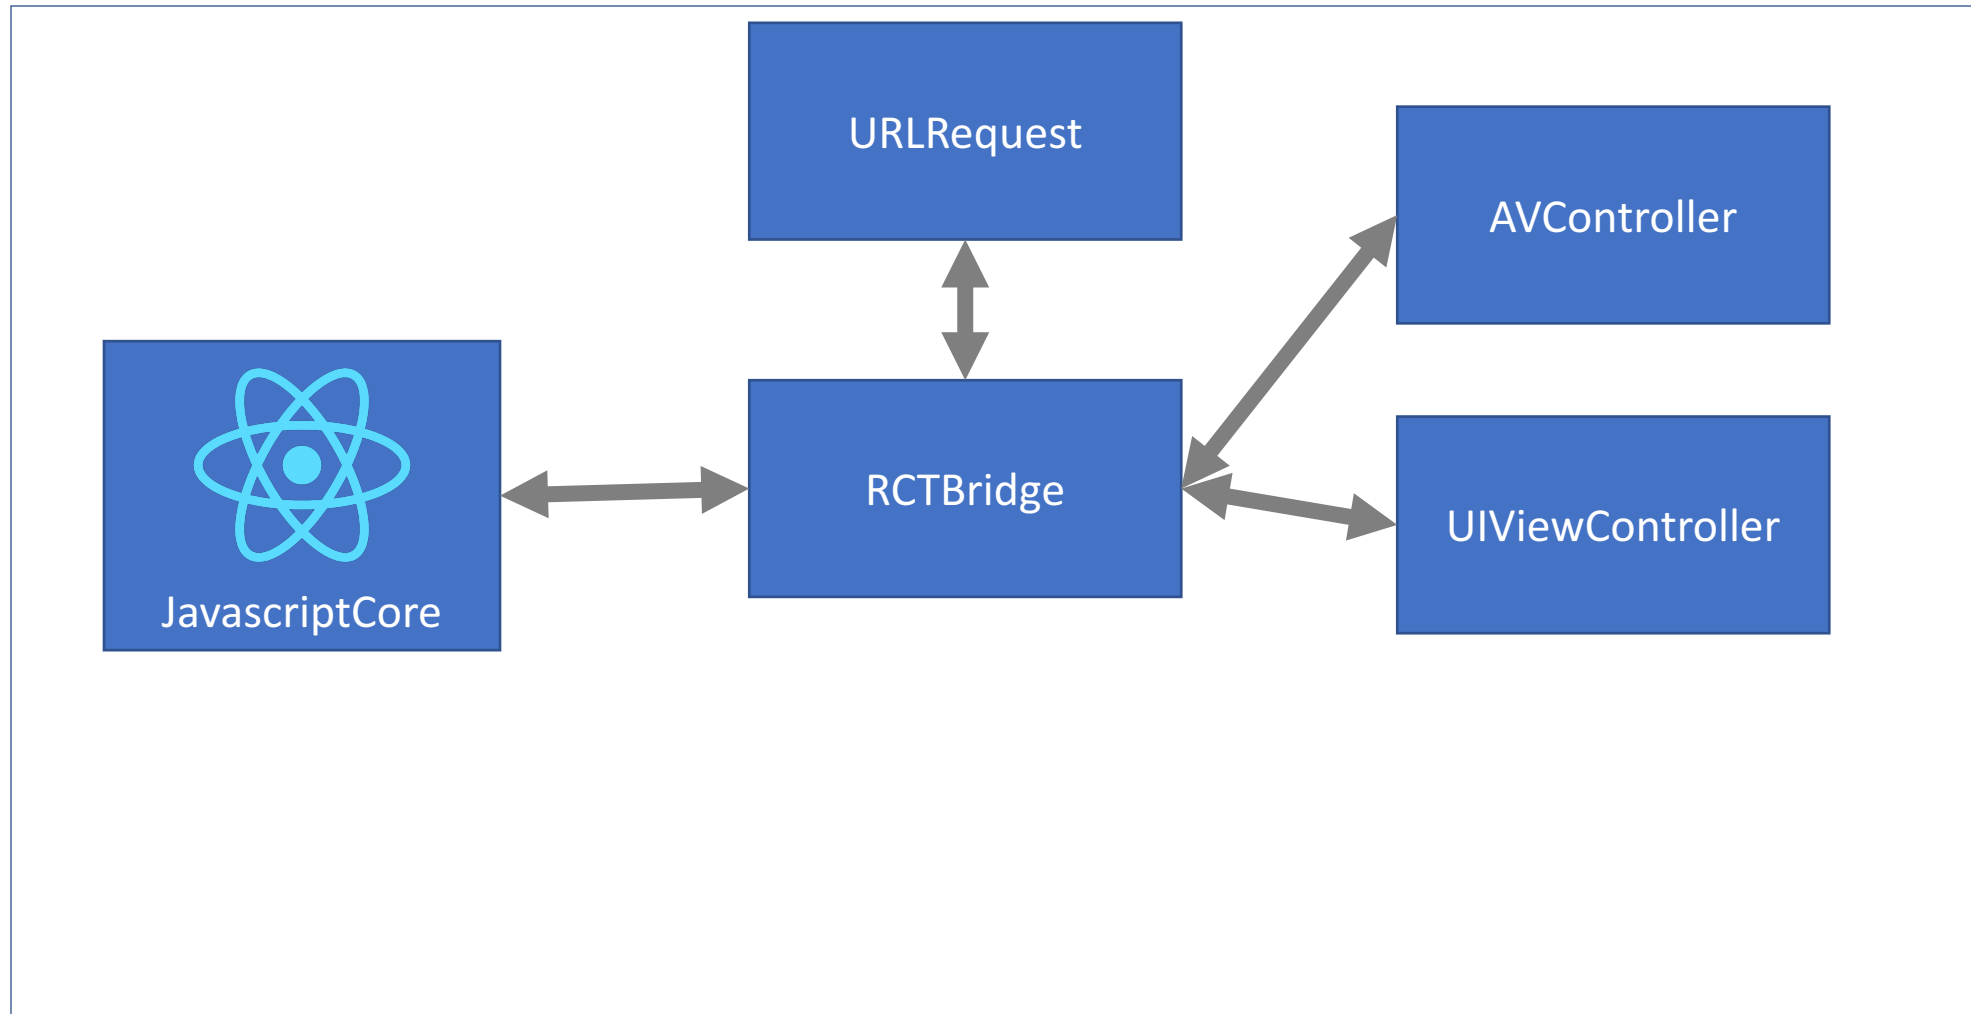 URLRequest
AVController
JavascriptCore
RCTBridge
UIViewController